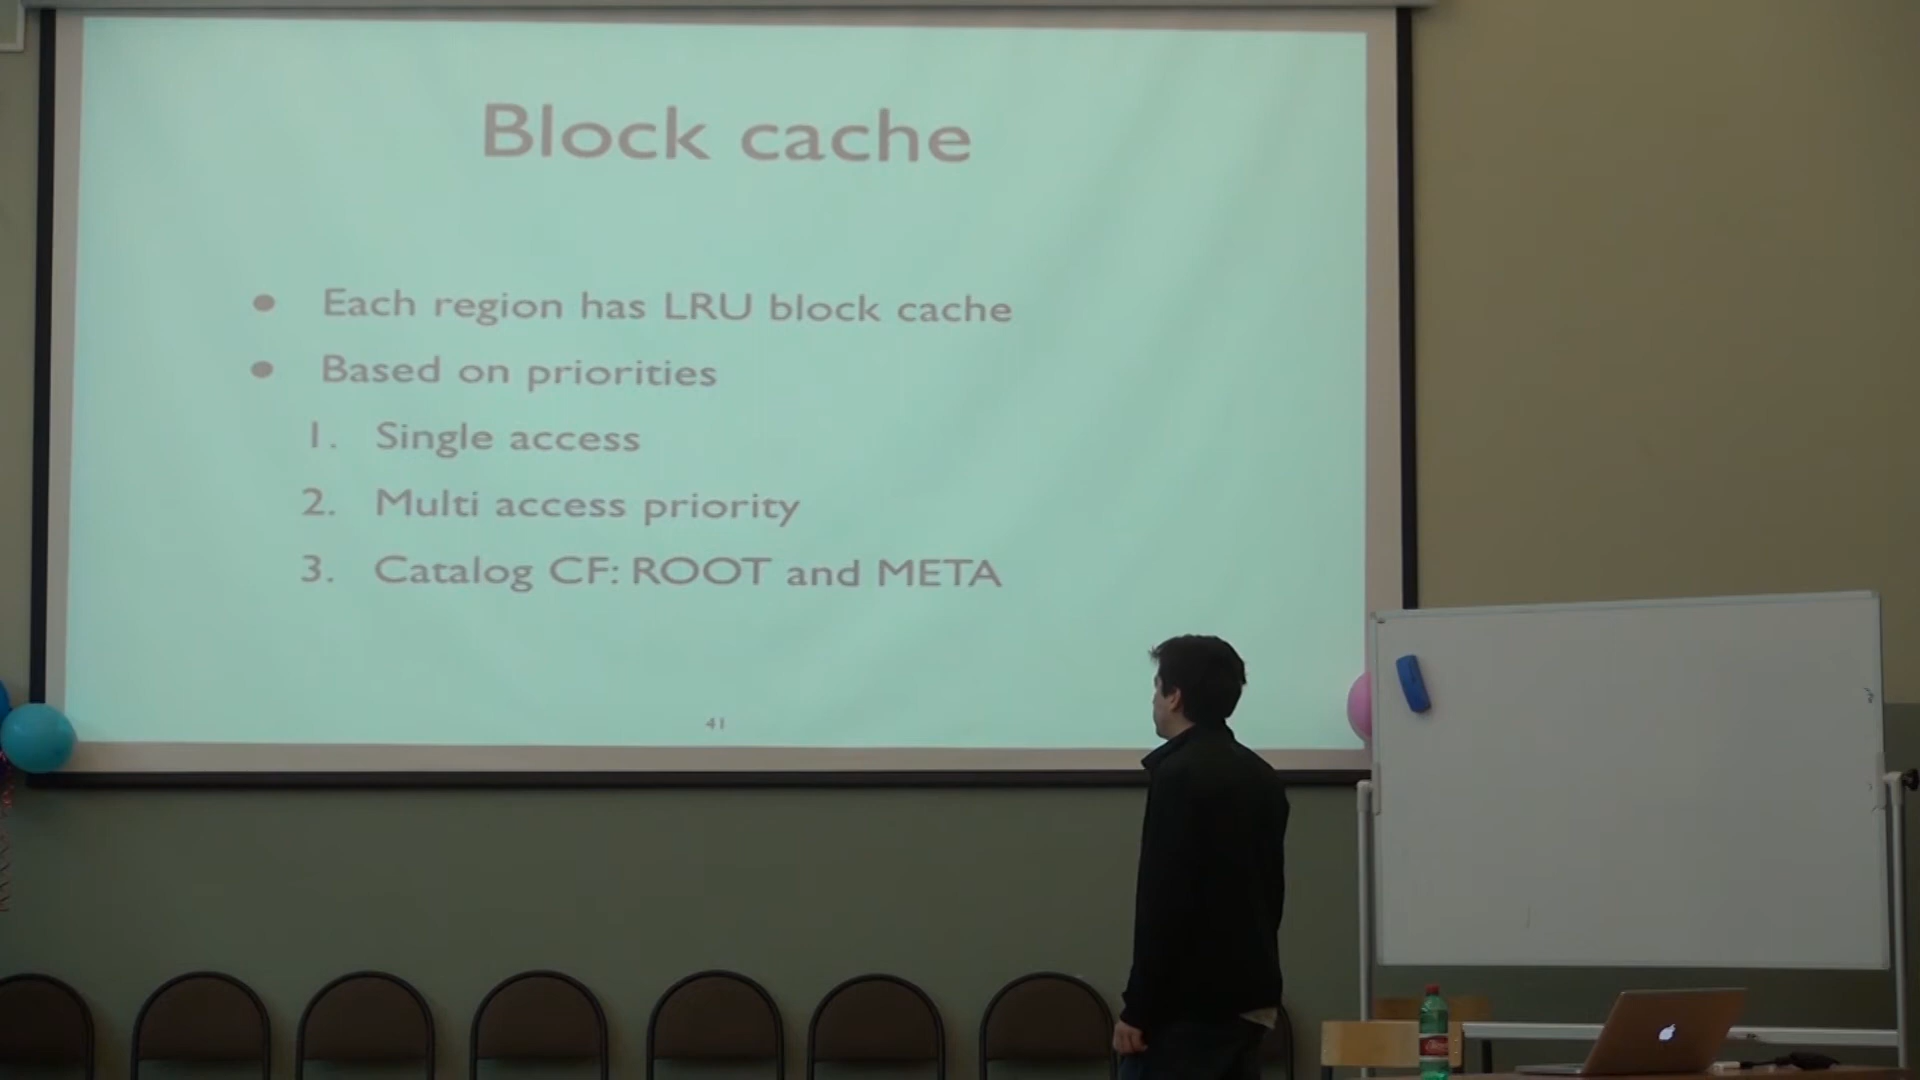 Block cache
• Each region has LRU block cache
• Based on priorities
1. Single access
2. Multi access priority
3. Catalog CF: ROOT and META
41